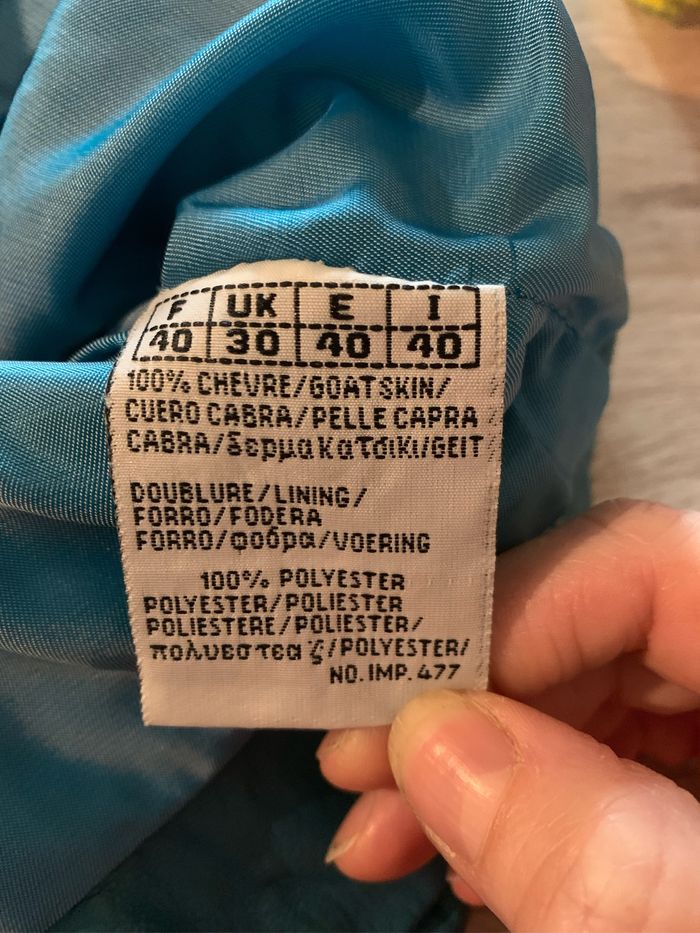 F UK E I
40 30 40 40
100% CHEVRE/GOATSKIN/
CUERO CABRA/PELLE CAPRA
CABRA/δερμα κατσικι/GEIT
DOUBLURE/LINING/
FORRO/FODERA
FORRO/φοδρα/VOERING
100% POLYESTER
POLYESTER/POLIESTER
POLIESTERE/POLIESTER/
πολυεστεας/POLYESTER/
NO.IMP. 477